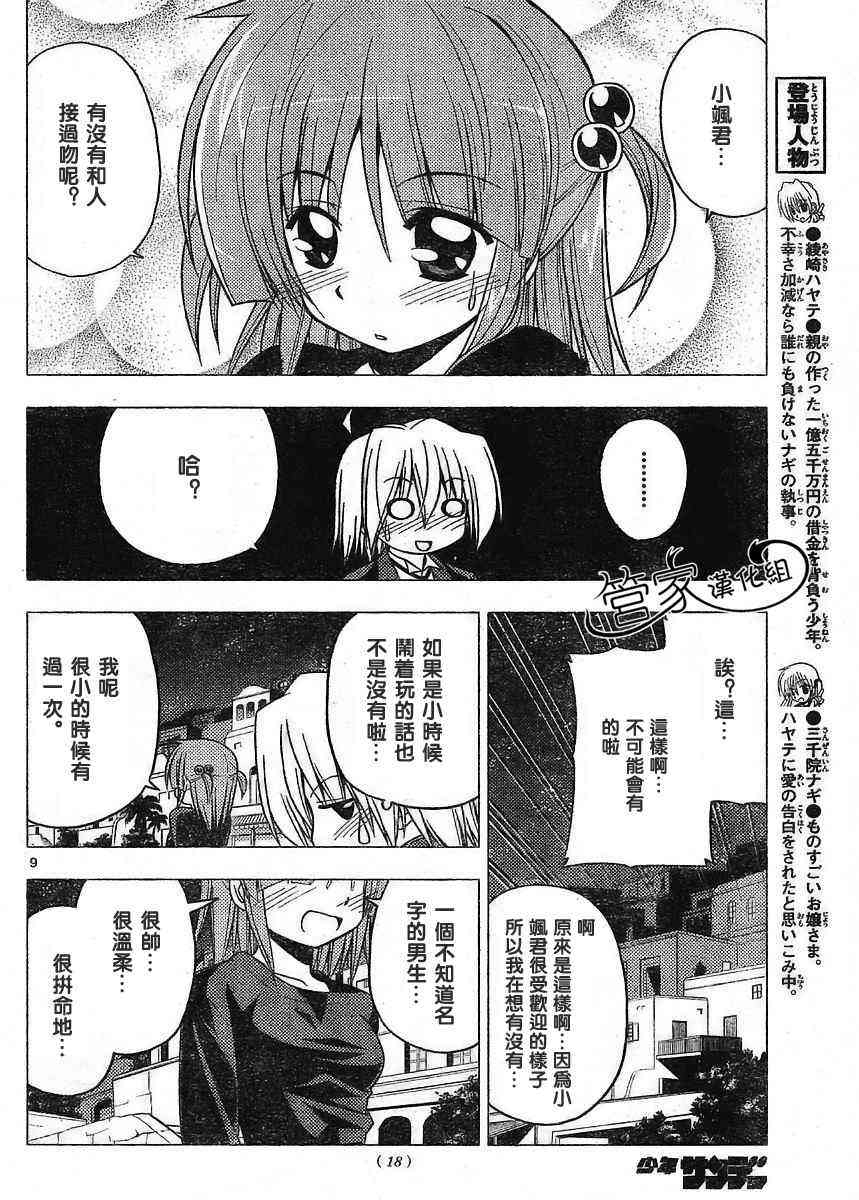 小颯君…
有沒有和人
接過吻呢？
………
哈？
誒？這…
這樣啊…
不可能會有
的啦
如果是小時候
鬧着玩的話也
不是沒有啦…
我呢
很小的時候有
過一次。
啊
原來是這樣啊…因爲小
颯君很受歡迎的樣子
所以我在想有沒有…
一個不知道名
字的男生…
很帥…
很溫柔…
很拚命地…
登場人物
とうじょうじんぶつ
●綾崎ハヤテ●親の作った一億五千万円の借金を背負う少年。
不幸さ加減なら誰にも負けないナギの執事。
●三千院ナギ●ものすごいお嬢さま。
ハヤテに愛の告白をされたと思いこみ中。
管家漢化組
9
(18)
少年サンデー